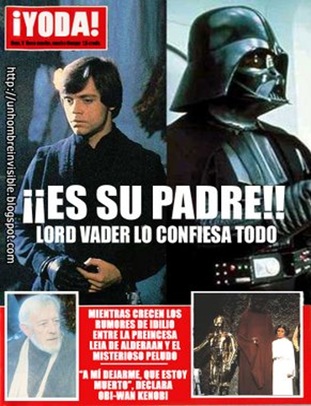 ¡YODA!
http://unhombreinvisible.blogspot.com
¡¡ES SU PADRE!!
LORD VADER LO CONFIESA TODO
MIENTRAS CRECEN LOS
RUMORES DE IDILIO
ENTRE LA PREINCESA
LEIA DE ALDERAAN Y EL
MISTERIOSO PELUDO
"A MÍ DEJARME, QUE ESTOY
MUERTO", DECLARA
OBI-WAN KENOBI